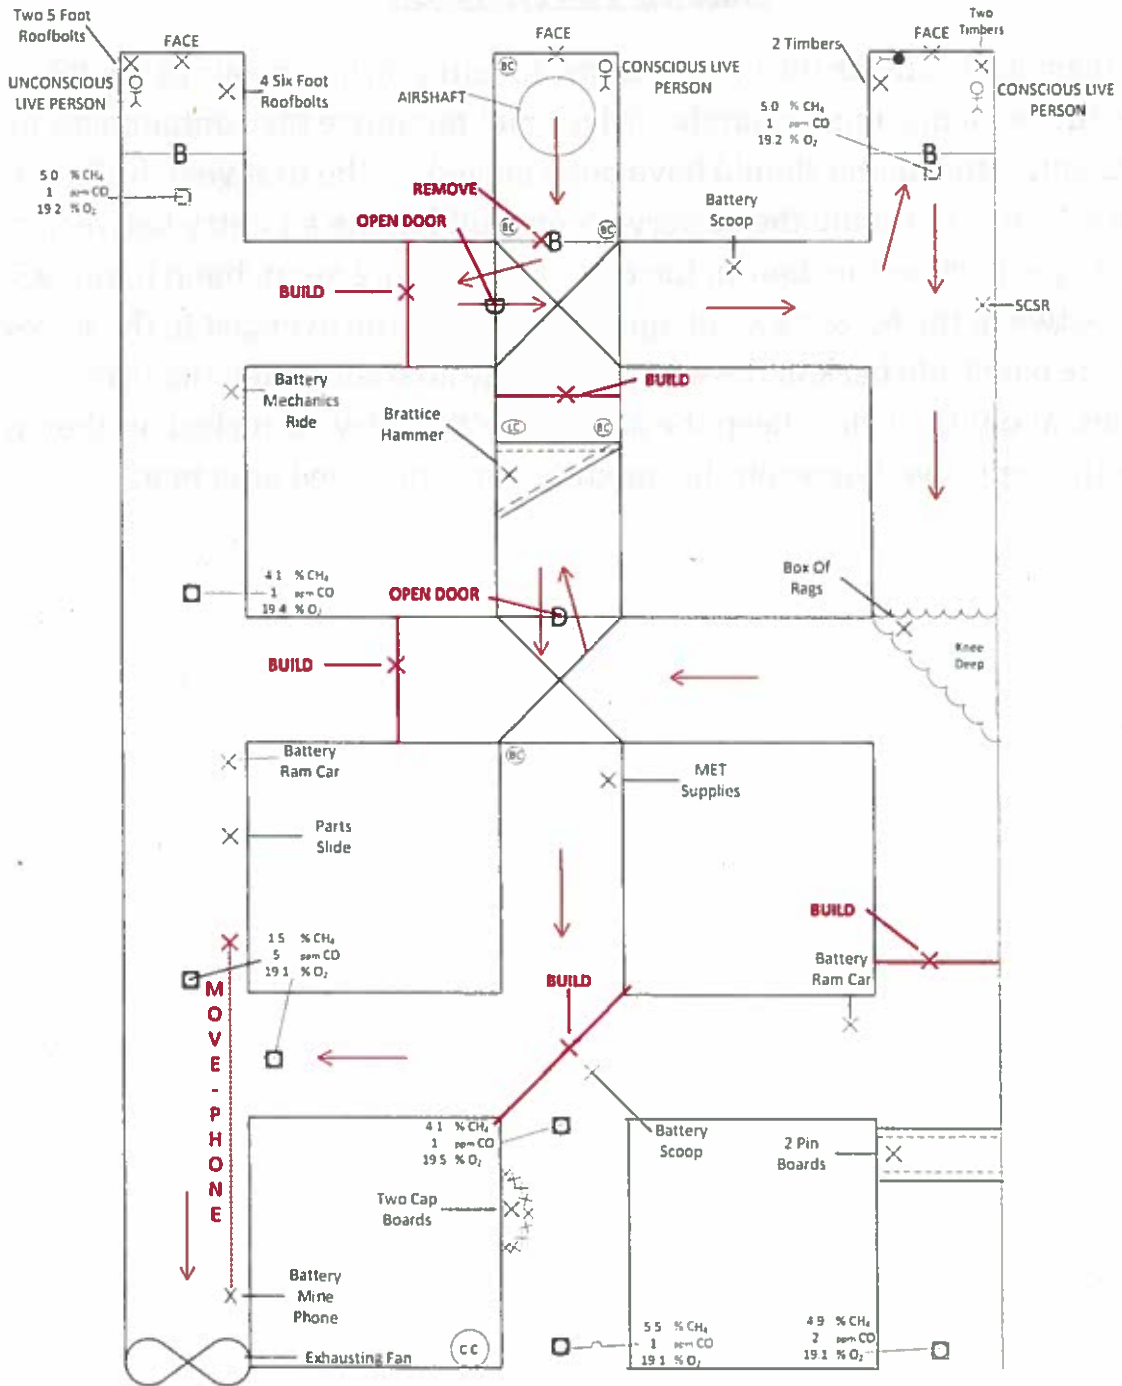 Two 5 Foot
Roofbolts
FACE
UNCONSCIOUS
LIVE PERSON
4 Six Foot
Roofbolts
B
5.0 % CH₄
1 ppm CO
19.2 % O₂
FACE
BC
CONSCIOUS LIVE
PERSON
AIRSHAFT
REMOVE
OPEN DOOR
BC
B
BC
2 Timbers
FACE
Two
Timbers
CONSCIOUS LIVE
PERSON
5.0 % CH₄
1 ppm CO
19.2 % O₂
B
Battery
Scoop
BUILD
D
SCSR
Battery
Mechanics
Ride
BUILD
Brattice
Hammer
BC
4.1 % CH₄
1 ppm CO
19.4 % O₂
OPEN DOOR
D
Box Of
Rags
Knee
Deep
BUILD
Battery
Ram Car
BC
MET
Supplies
Parts
Slide
1.5 % CH₄
5 ppm CO
19.1 % O₂
MOVE-PHONE
BUILD
BUILD
Battery
Ram Car
4.1 % CH₄
1 ppm CO
19.5 % O₂
Battery
Scoop
2 Pin
Boards
Two Cap
Boards
Battery
Mine
Phone
Exhausting Fan
CC
5.5 % CH₄
1 ppm CO
19.1 % O₂
4.9 % CH₄
2 ppm CO
19.1 % O₂